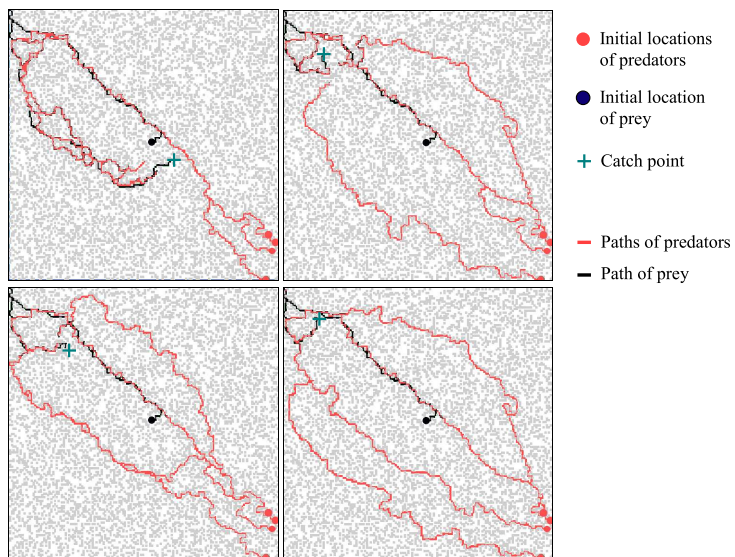 Initial locations
of predators
Initial location
of prey
Catch point
Paths of predators
Path of prey